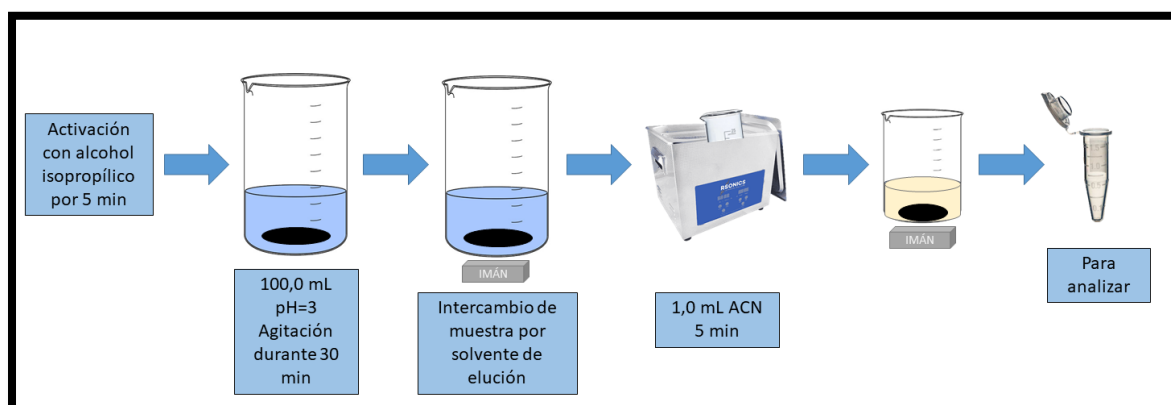 Activación
con alcohol
isopropílico
por 5 min
100,0 mL
pH=3
Agitación
durante 30
min
IMÁN
Intercambio de
muestra por
solvente de
elución
RSONICS
1,0 mL ACN
5 min
IMÁN
Para
analizar